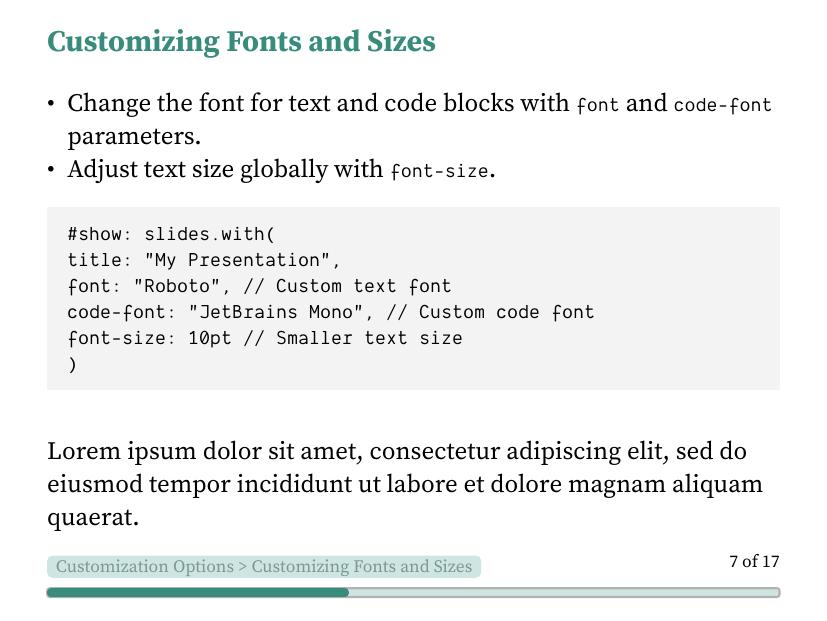 Customizing Fonts and Sizes
• Change the font for text and code blocks with font and code-font
parameters.
• Adjust text size globally with font-size.
#show: slides.with(
title: "My Presentation",
font: "Roboto", // Custom text font
code-font: "JetBrains Mono", // Custom code font
font-size: 10pt // Smaller text size
)
Lorem ipsum dolor sit amet, consectetur adipiscing elit, sed do
eiusmod tempor incididunt ut labore et dolore magnam aliquam
quaerat.
Customization Options > Customizing Fonts and Sizes
7 of 17